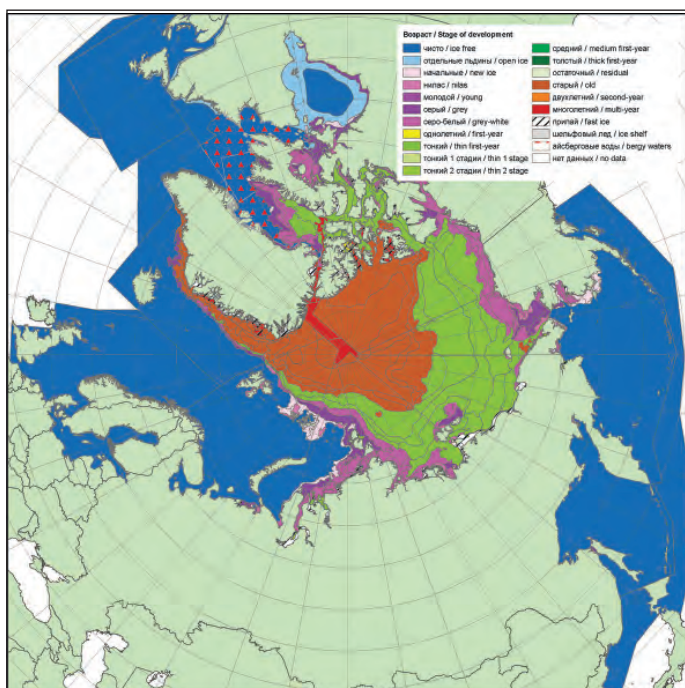 Возраст / Stage of development
чисто / ice free
отдельные льдины / open ice
начальные / new ice
нилас / nilas
молодой / young
серый / grey
серо-белый / grey-white
однолетний / first-year
тонкий / thin first-year
тонкий 1 стадии / thin 1 stage
тонкий 2 стадии / thin 2 stage
средний / medium first-year
толстый / thick first-year
остаточный / residual
старый / old
двухлетний / second-year
многолетний / multi-year
припай / fast ice
шельфовый лед / ice shelf
айсберговые воды / bergy waters
нет данных / no data